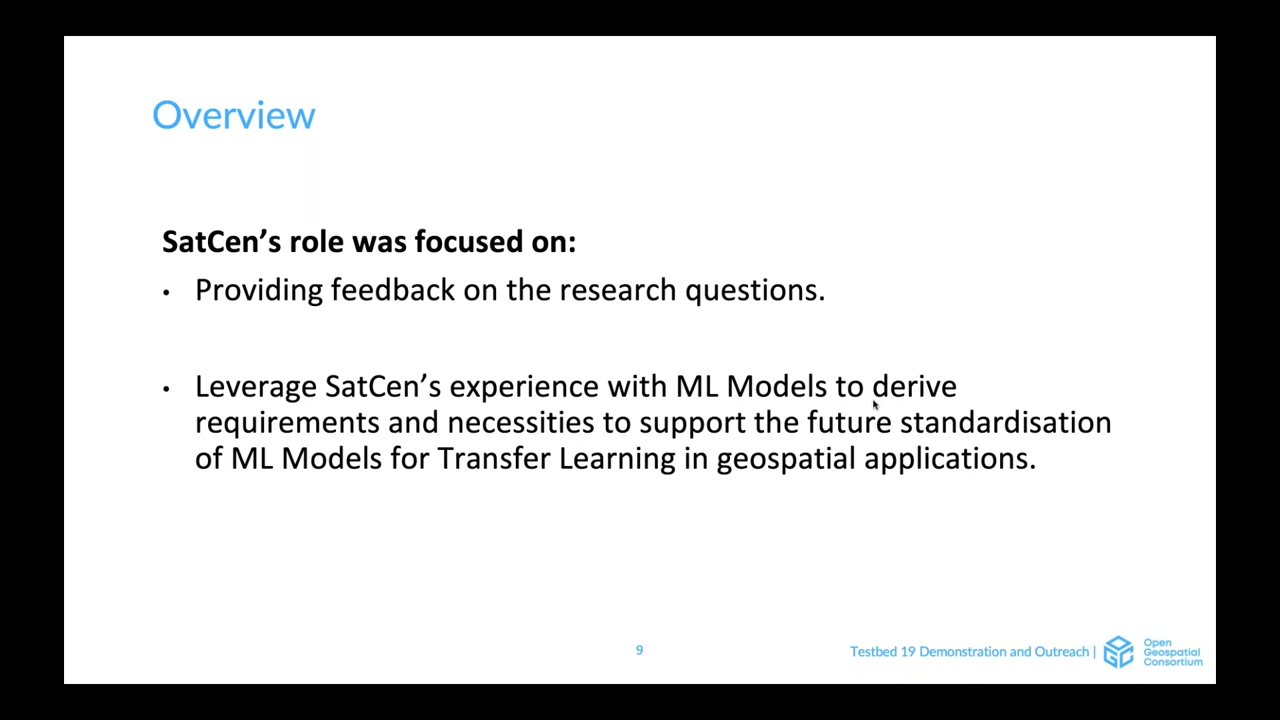 Overview
SatCen’s role was focused on:
• Providing feedback on the research questions.
• Leverage SatCen’s experience with ML Models to derive
requirements and necessities to support the future standardisation
of ML Models for Transfer Learning in geospatial applications.
9
Testbed 19 Demonstration and Outreach |
Open
Geospatial
Consortium